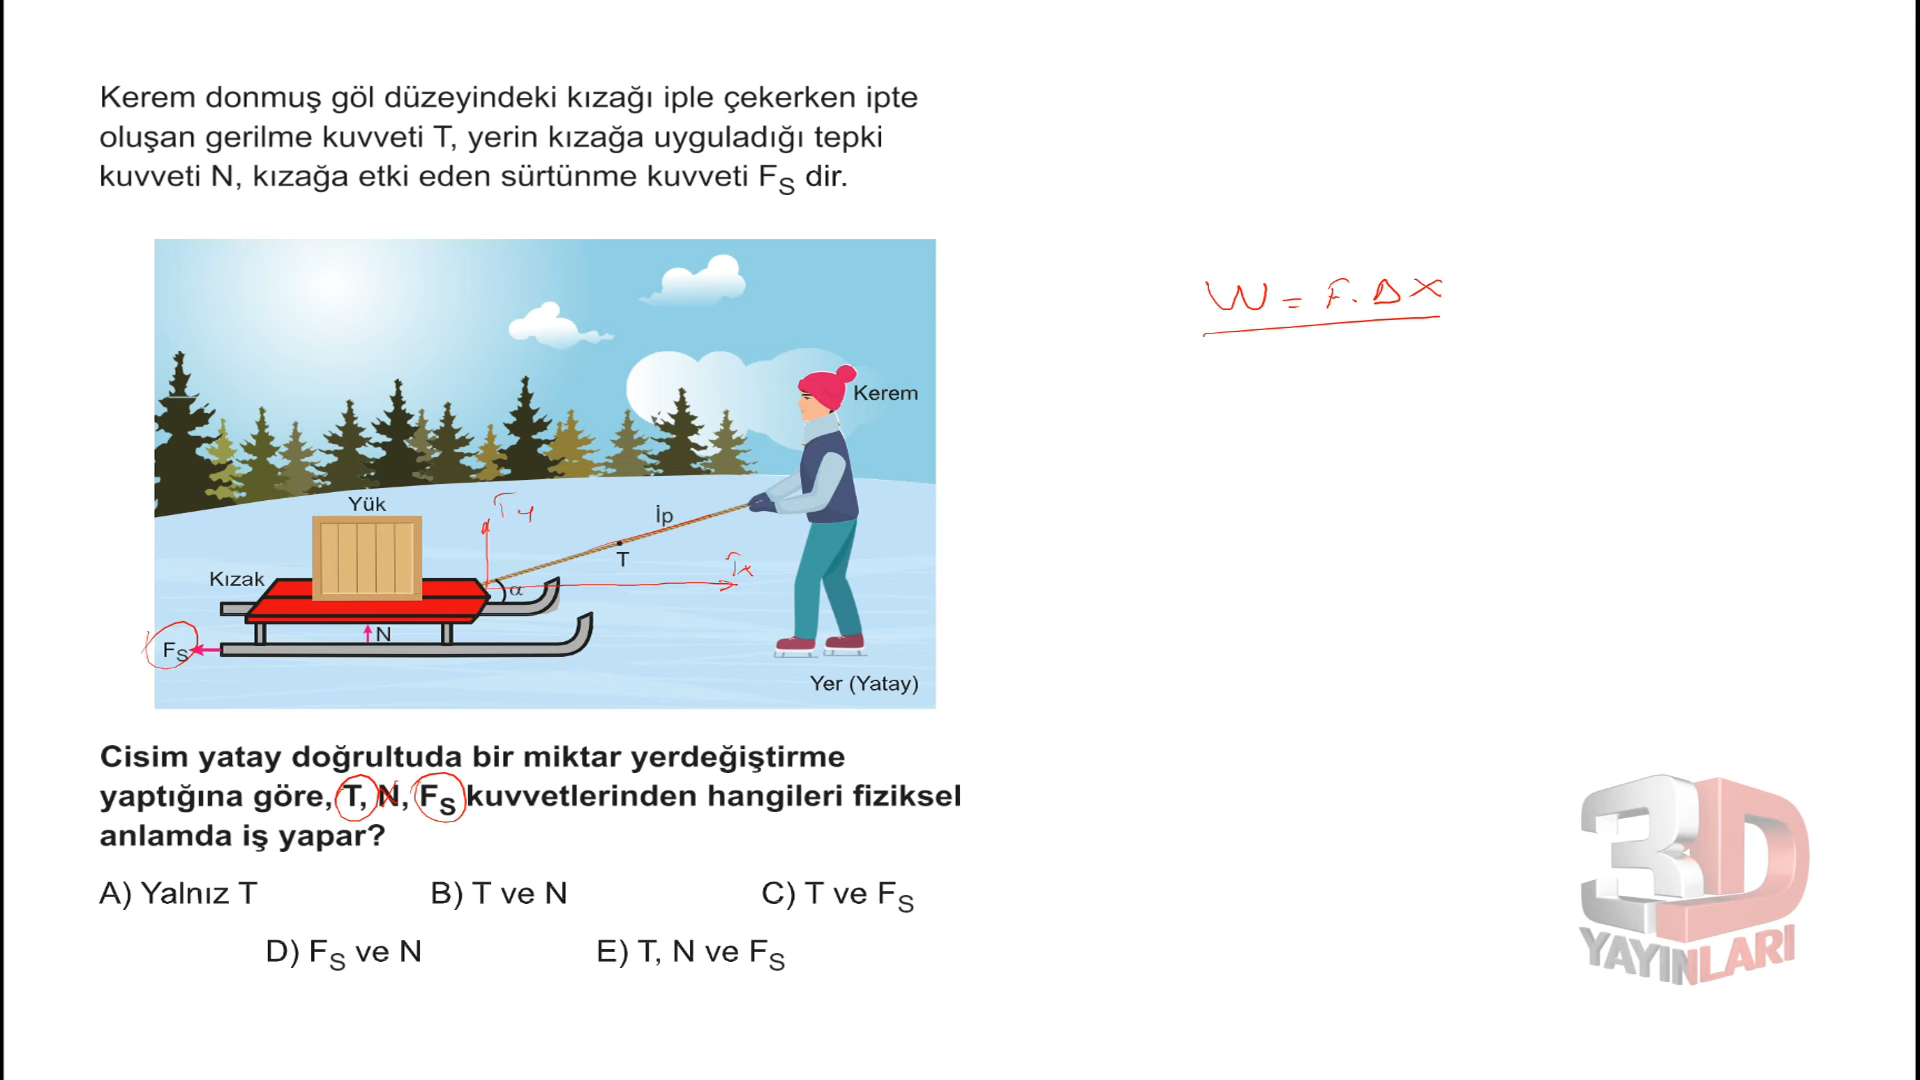 Kerem donmuş göl düzeyindeki kızağı iple çekerken ipte
oluşan gerilme kuvveti T, yerin kızağa uyguladığı tepki
kuvveti N, kızağa etki eden sürtünme kuvveti FS dir.
W = F. Δ X
Kerem
Yük
Ty
İp
T
Tx
Kızak
α
N
FS
Yer (Yatay)
Cisim yatay doğrultuda bir miktar yerdeğiştirme
yaptığına göre, T, N, FS kuvvetlerinden hangileri fiziksel
anlamda iş yapar?
A) Yalnız T B) T ve N C) T ve FS
D) FS ve N E) T, N ve FS
3D
YAYINLARI